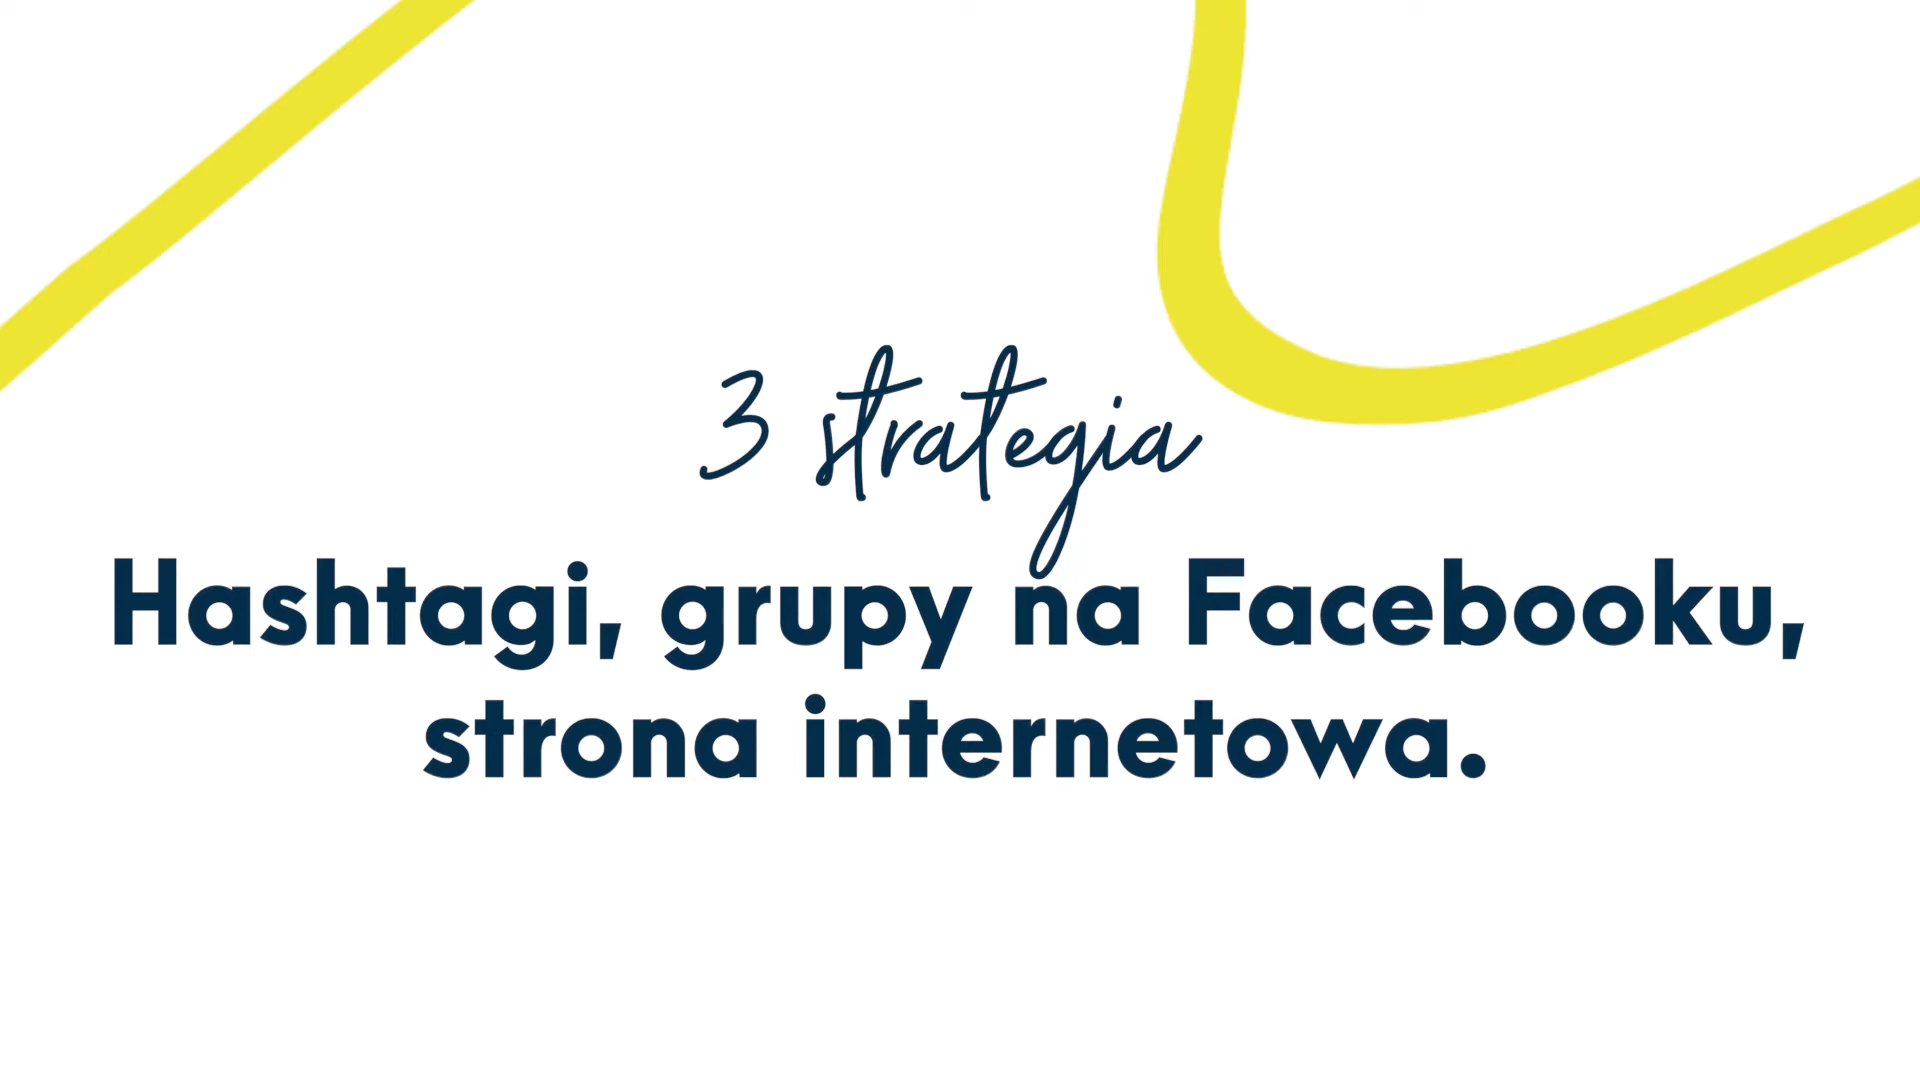 3 strategia
Hashtagi, grupy na Facebooku,
strona internetowa.